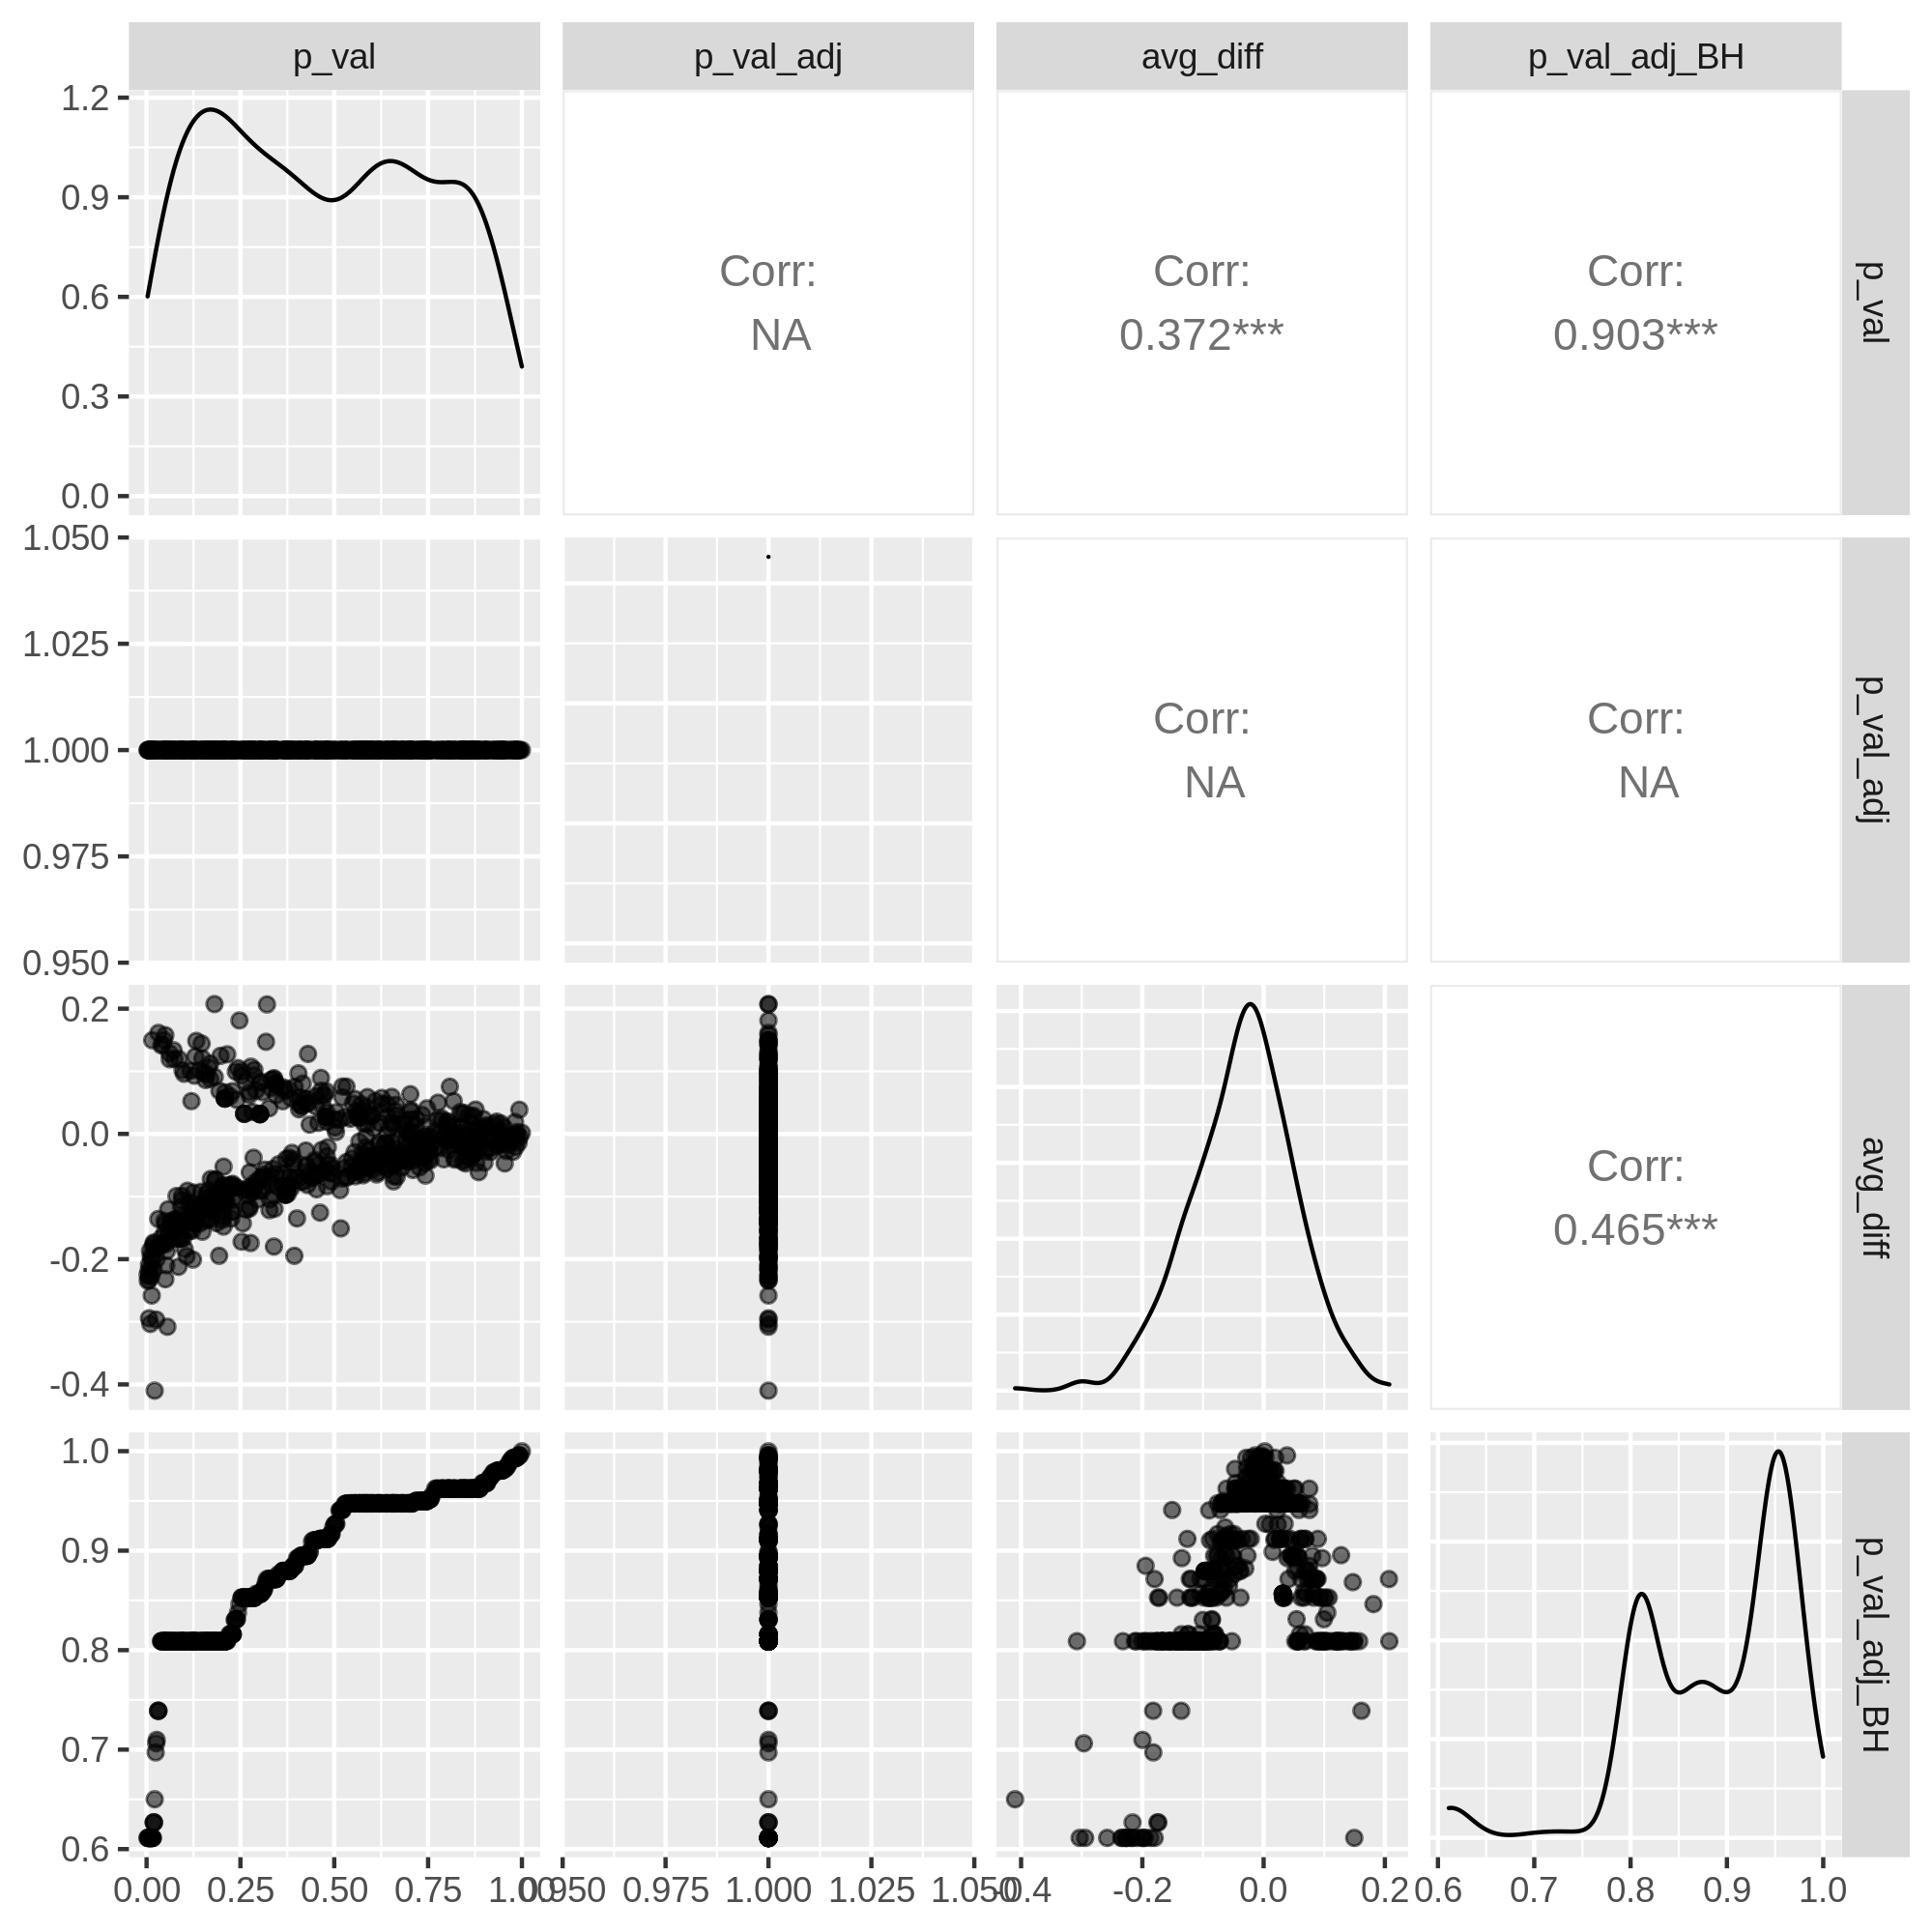 p_val
p_val_adj
avg_diff
p_val_adj_BH
1.2
0.9
0.6
0.3
0.0
Corr:
NA
Corr:
0.372***
Corr:
0.903***
p_val
1.050
1.025
1.000
0.975
0.950
Corr:
NA
Corr:
NA
p_val_adj
0.2
0.0
-0.2
-0.4
Corr:
0.465***
avg_diff
1.0
0.9
0.8
0.7
0.6
p_val_adj_BH
0.00 0.25 0.50 0.75 1.00
0.950 0.975 1.000 1.025 1.050
-0.4 -0.2 0.0 0.2
0.6 0.7 0.8 0.9 1.0